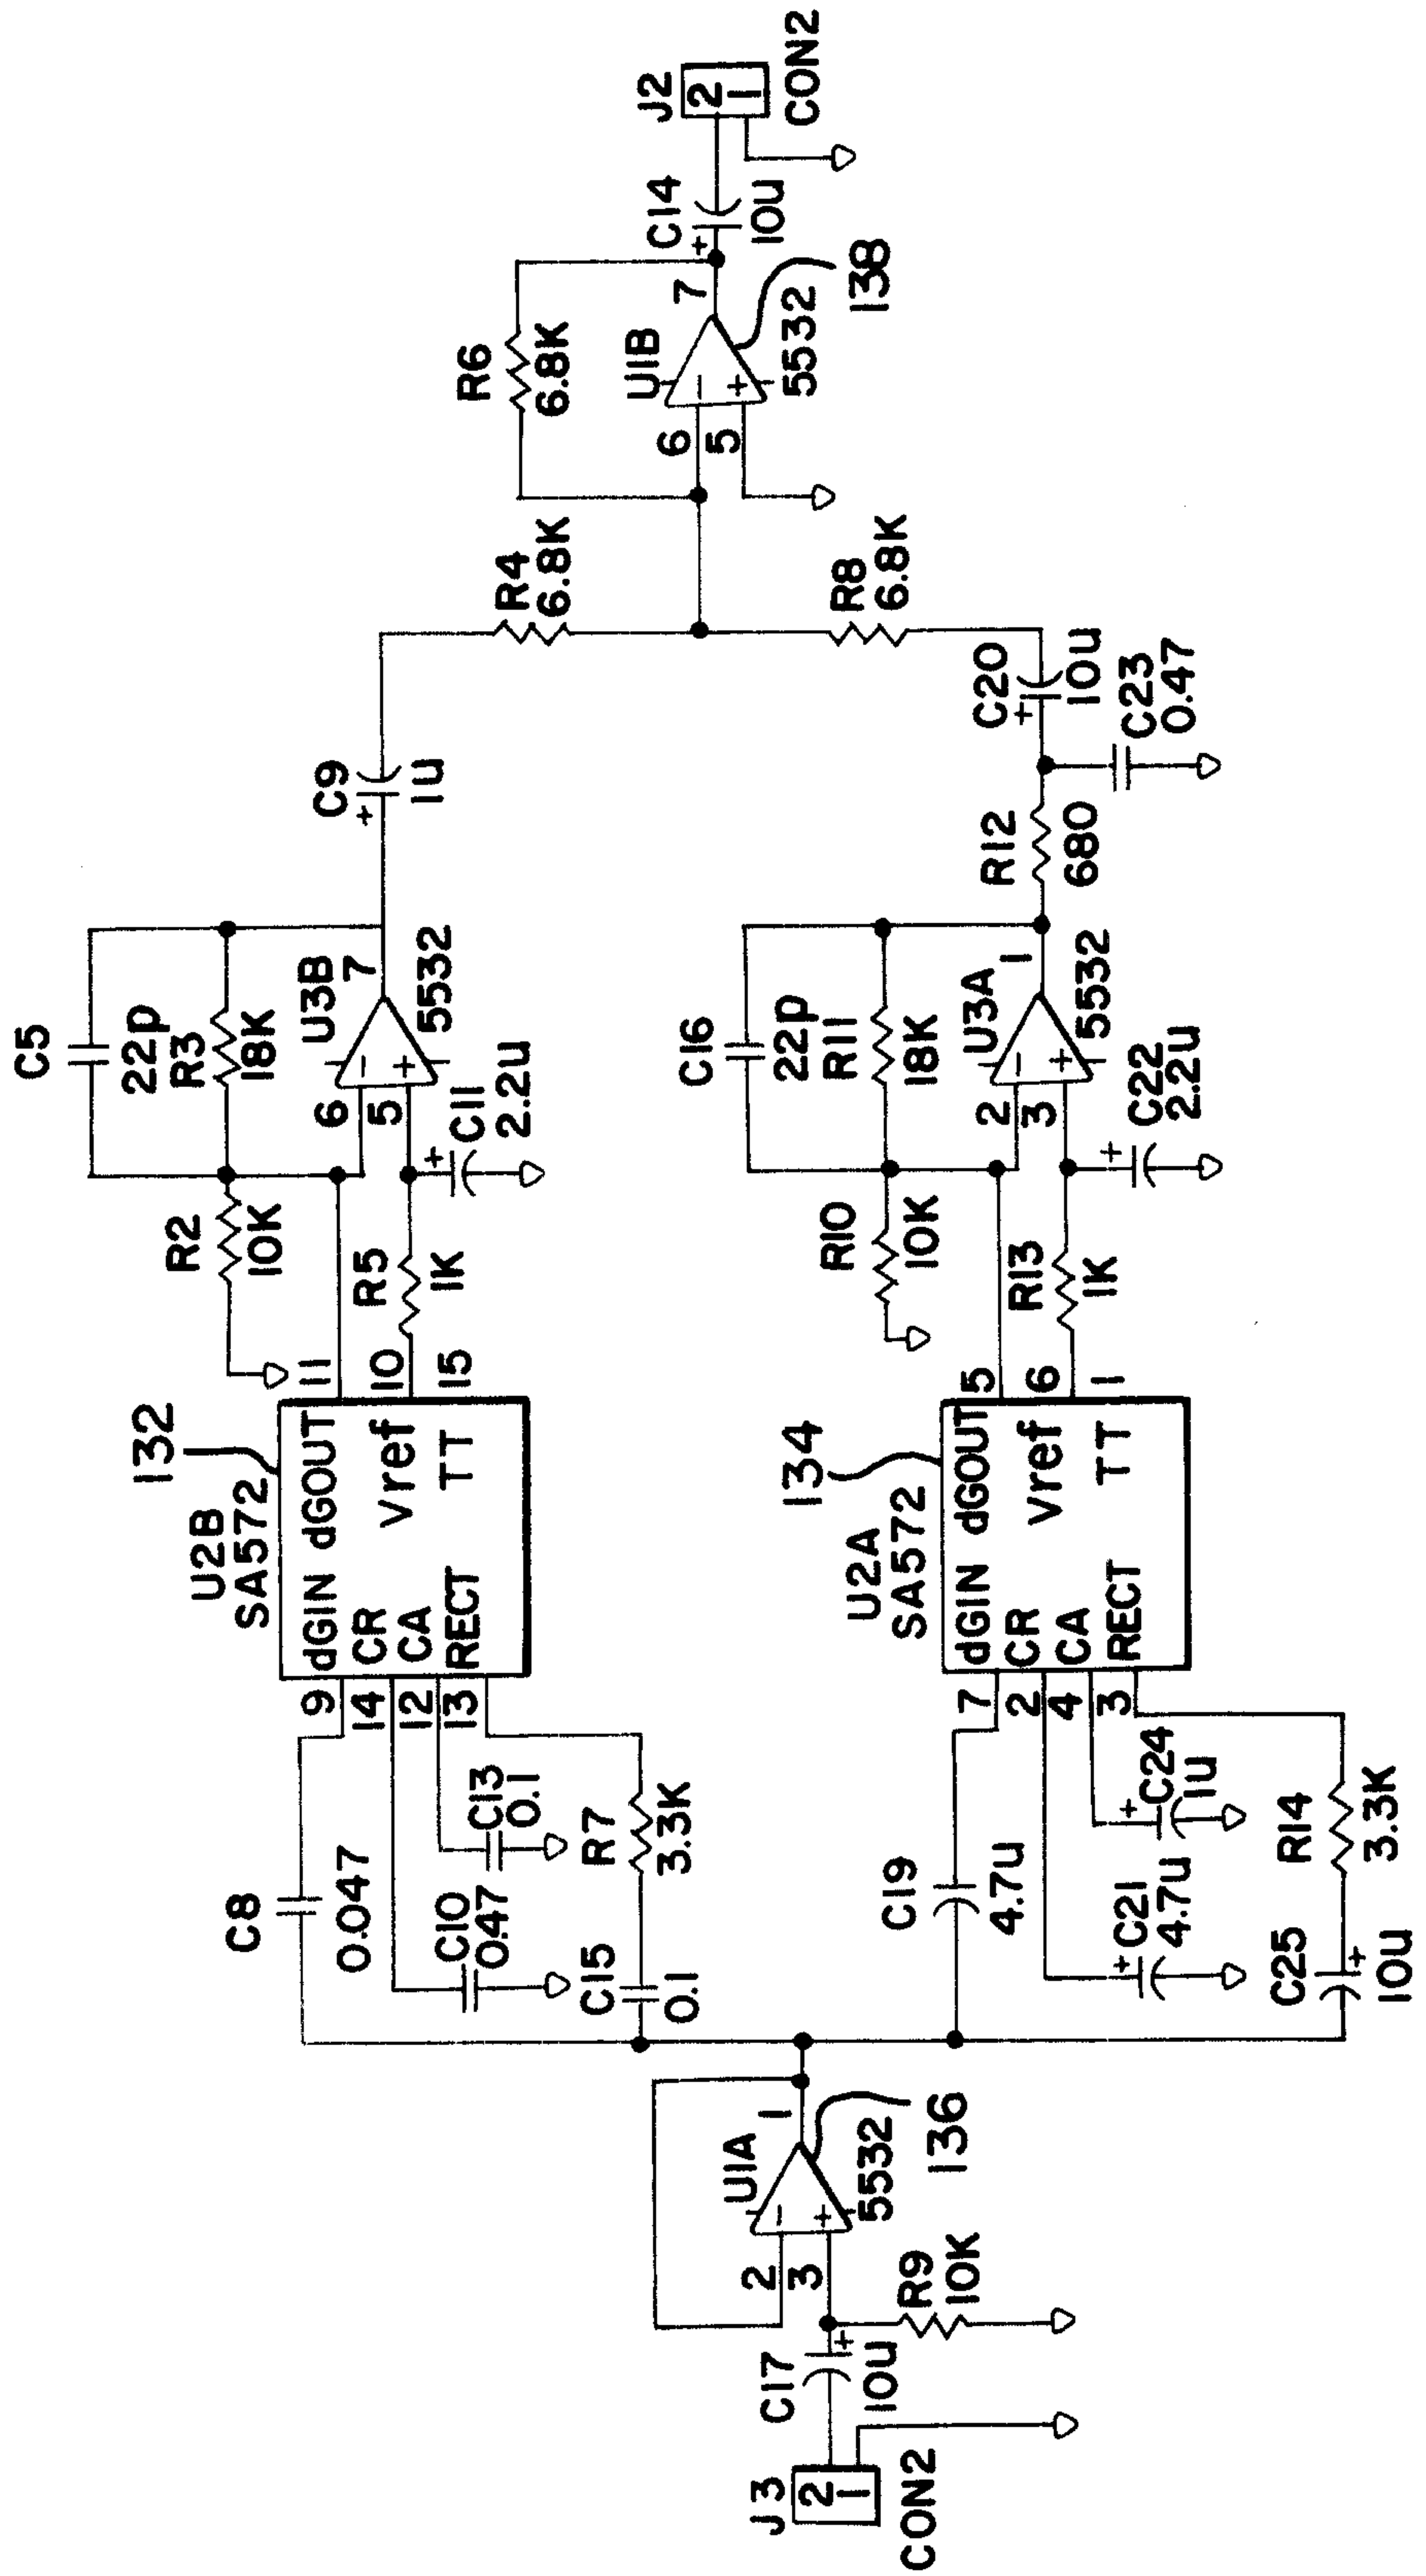 J3
2
1
CON2
C17
10u
R9
10K
2
3
U1A
1
5532
136
C8
0.047
C10
0.47
C13
0.1
C15
0.1
R7
3.3K
9
14
12
13
132
U2B
SA572
dGIN dGOUT
CR
Vref
CA
TT
RECT
11
10
15
R2
10K
R5
1K
C5
22p
R3
18K
6
5
U3B
7
5532
C11
2.2u
C9
1u
R4
6.8K
C19
4.7u
C21
4.7u
C24
1u
C25
10u
R14
3.3K
7
2
4
3
134
U2A
SA572
dGIN dGOUT
CR
Vref
CA
TT
RECT
5
6
1
R10
10K
R13
1K
C16
22p
R11
18K
2
3
U3A
1
5532
C22
2.2u
R12
680
C20
10u
C23
0.47
R8
6.8K
R6
6.8K
6
5
U1B
7
5532
138
C14
10u
J2
2
1
CON2